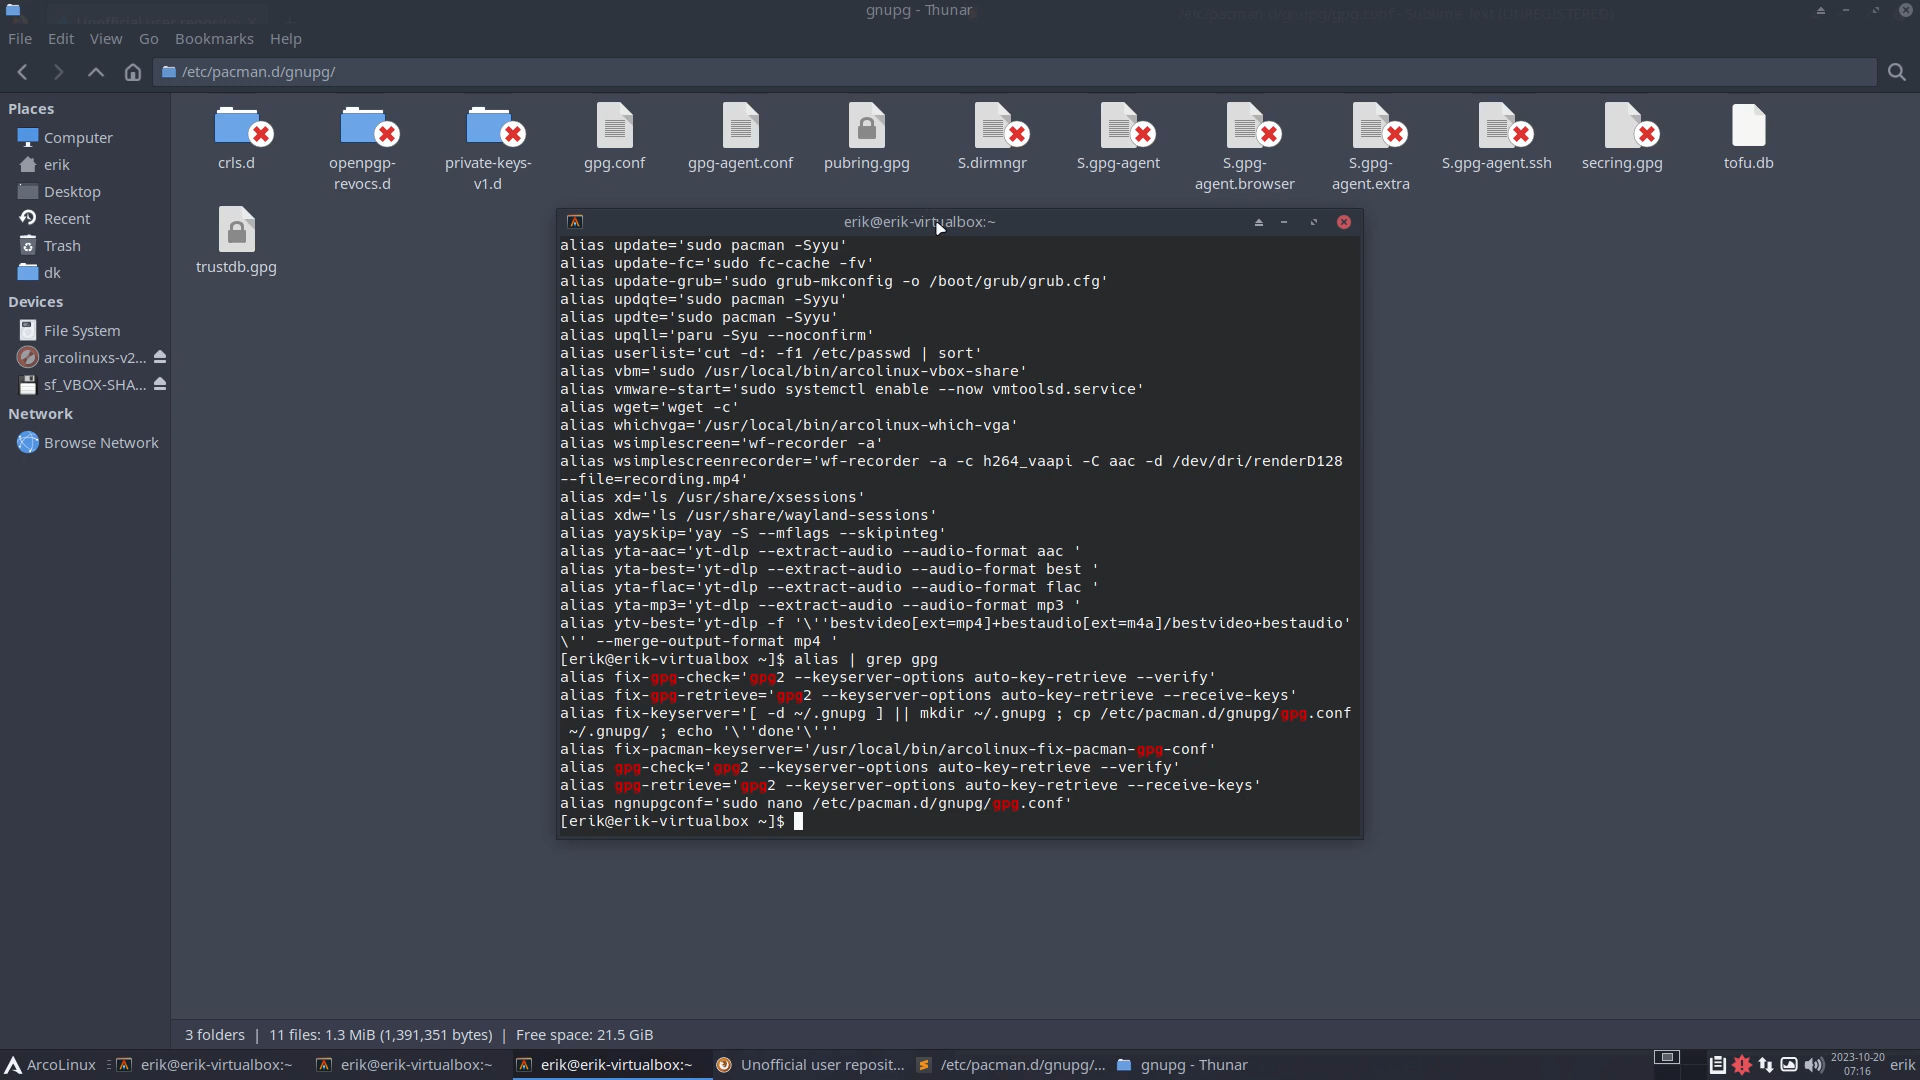 gnupg - Thunar
File Edit View Go Bookmarks Help
/etc/pacman.d/gnupg/
Places
Computer
erik
Desktop
Recent
Trash
dk
Devices
File System
arcolinuxs-v2...
sf_VBOX-SHA...
Network
Browse Network
crls.d
openpgp-
revocs.d
private-keys-
v1.d
gpg.conf
gpg-agent.conf
pubring.gpg
S.dirmngr
S.gpg-agent
S.gpg-
agent.browser
S.gpg-
agent.extra
S.gpg-agent.ssh
secring.gpg
tofu.db
trustdb.gpg
erik@erik-virtualbox:~
alias update='sudo pacman -Syyu'
alias update-fc='sudo fc-cache -fv'
alias update-grub='sudo grub-mkconfig -o /boot/grub/grub.cfg'
alias updqte='sudo pacman -Syyu'
alias updte='sudo pacman -Syyu'
alias upqll='paru -Syu --noconfirm'
alias userlist='cut -d: -f1 /etc/passwd | sort'
alias vbm='sudo /usr/local/bin/arcolinux-vbox-share'
alias vmware-start='sudo systemctl enable --now vmtoolsd.service'
alias wget='wget -c'
alias whichvga='/usr/local/bin/arcolinux-which-vga'
alias wsimplescreen='wf-recorder -a'
alias wsimplescreenrecorder='wf-recorder -a -c h264_vaapi -C aac -d /dev/dri/renderD128
--file=recording.mp4'
alias xd='ls /usr/share/xsessions'
alias xdw='ls /usr/share/wayland-sessions'
alias yayskip='yay -S --mflags --skipinteg'
alias yta-aac='yt-dlp --extract-audio --audio-format aac '
alias yta-best='yt-dlp --extract-audio --audio-format best '
alias yta-flac='yt-dlp --extract-audio --audio-format flac '
alias yta-mp3='yt-dlp --extract-audio --audio-format mp3 '
alias ytv-best='yt-dlp -f '\''bestvideo[ext=mp4]+bestaudio[ext=m4a]/bestvideo+bestaudio'
\'' --merge-output-format mp4 '
[erik@erik-virtualbox ~]$ alias | grep gpg
alias fix-gpg-check='gpg2 --keyserver-options auto-key-retrieve --verify'
alias fix-gpg-retrieve='gpg2 --keyserver-options auto-key-retrieve --receive-keys'
alias fix-keyserver='[ -d ~/.gnupg ] || mkdir ~/.gnupg ; cp /etc/pacman.d/gnupg/gpg.conf
~/.gnupg/ ; echo '\''done'\'''
alias fix-pacman-keyserver='/usr/local/bin/arcolinux-fix-pacman-gpg-conf'
alias gpg-check='gpg2 --keyserver-options auto-key-retrieve --verify'
alias gpg-retrieve='gpg2 --keyserver-options auto-key-retrieve --receive-keys'
alias ngnupgconf='sudo nano /etc/pacman.d/gnupg/gpg.conf'
[erik@erik-virtualbox ~]$
3 folders | 11 files: 1.3 MiB (1,391,351 bytes) | Free space: 21.5 GiB
ArcoLinux erik@erik-virtualbox:~ erik@erik-virtualbox:~ erik@erik-virtualbox:~ Unofficial user reposit... /etc/pacman.d/gnupg/... gnupg - Thunar 2023-10-20 erik
07:16